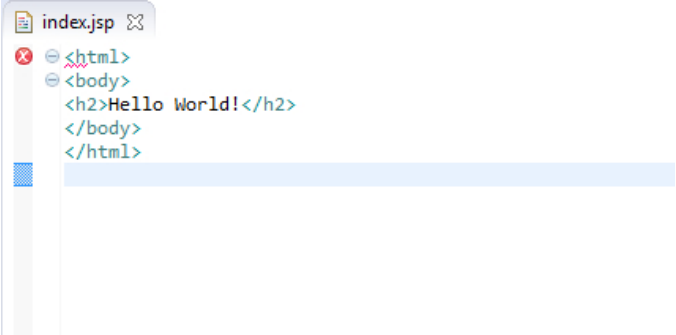 index.jsp
<html>
<body>
<h2>Hello World!</h2>
</body>
</html>